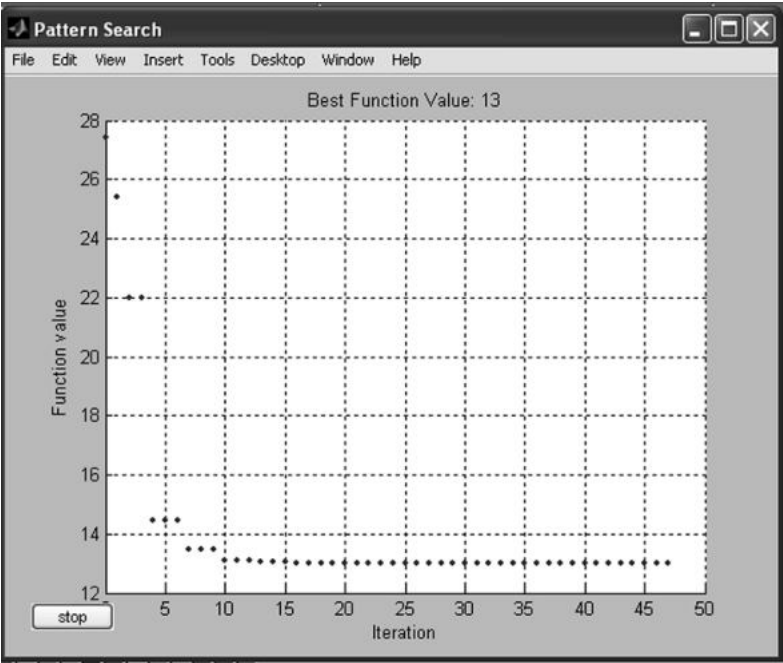 Pattern Search
File Edit View Insert Tools Desktop Window Help
Best Function Value: 13
28
26
24
22
20
18
16
14
12
Function value
5 10 15 20 25 30 35 40 45 50
Iteration
stop